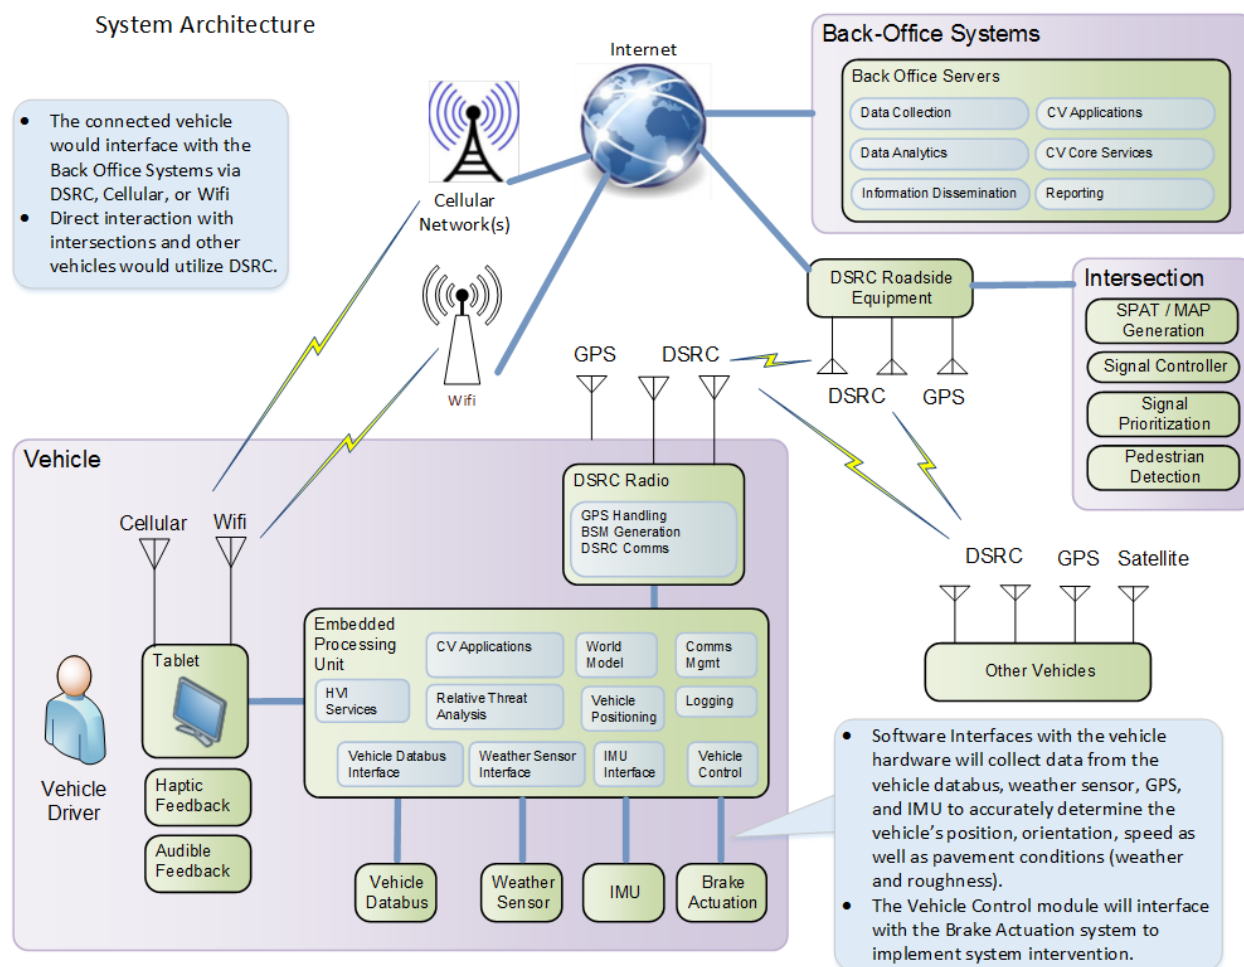 System Architecture
• The connected vehicle
would interface with the
Back Office Systems via
DSRC, Cellular, or Wifi
• Direct interaction with
intersections and other
vehicles would utilize DSRC.
Internet
Cellular
Network(s)
Wifi
Back-Office Systems
Back Office Servers
Data Collection
CV Applications
Data Analytics
CV Core Services
Information Dissemination
Reporting
DSRC Roadside
Equipment
DSRC
GPS
Intersection
SPAT / MAP
Generation
Signal Controller
Signal
Prioritization
Pedestrian
Detection
GPS
DSRC
Vehicle
Cellular
Wifi
DSRC Radio
GPS Handling
BSM Generation
DSRC Comms
DSRC
GPS
Satellite
Other Vehicles
Vehicle
Driver
Tablet
Haptic
Feedback
Audible
Feedback
Embedded
Processing
Unit
CV Applications
World
Model
Comms
Mgmt
HVI
Services
Relative Threat
Analysis
Vehicle
Positioning
Logging
Vehicle Databus
Interface
Weather Sensor
Interface
IMU
Interface
Vehicle
Control
Vehicle
Databus
Weather
Sensor
IMU
Brake
Actuation
• Software Interfaces with the vehicle
hardware will collect data from the
vehicle databus, weather sensor, GPS,
and IMU to accurately determine the
vehicle's position, orientation, speed as
well as pavement conditions (weather
and roughness).
• The Vehicle Control module will interface
with the Brake Actuation system to
implement system intervention.